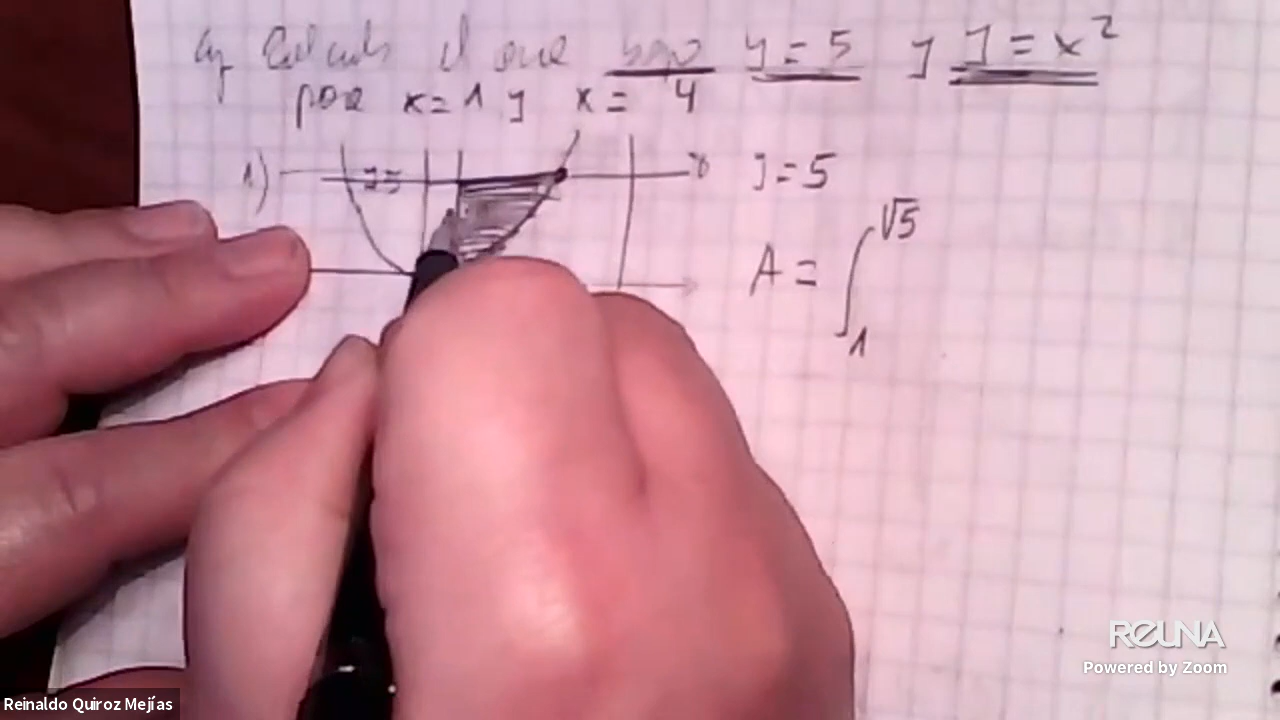 Calcule el area bajo y = 5 y y = x²
por x = 1 y x = 4
1) y=5 y=5
A = ∫₁^√5
REUNA
Powered by Zoom
Reinaldo Quiroz Mejías